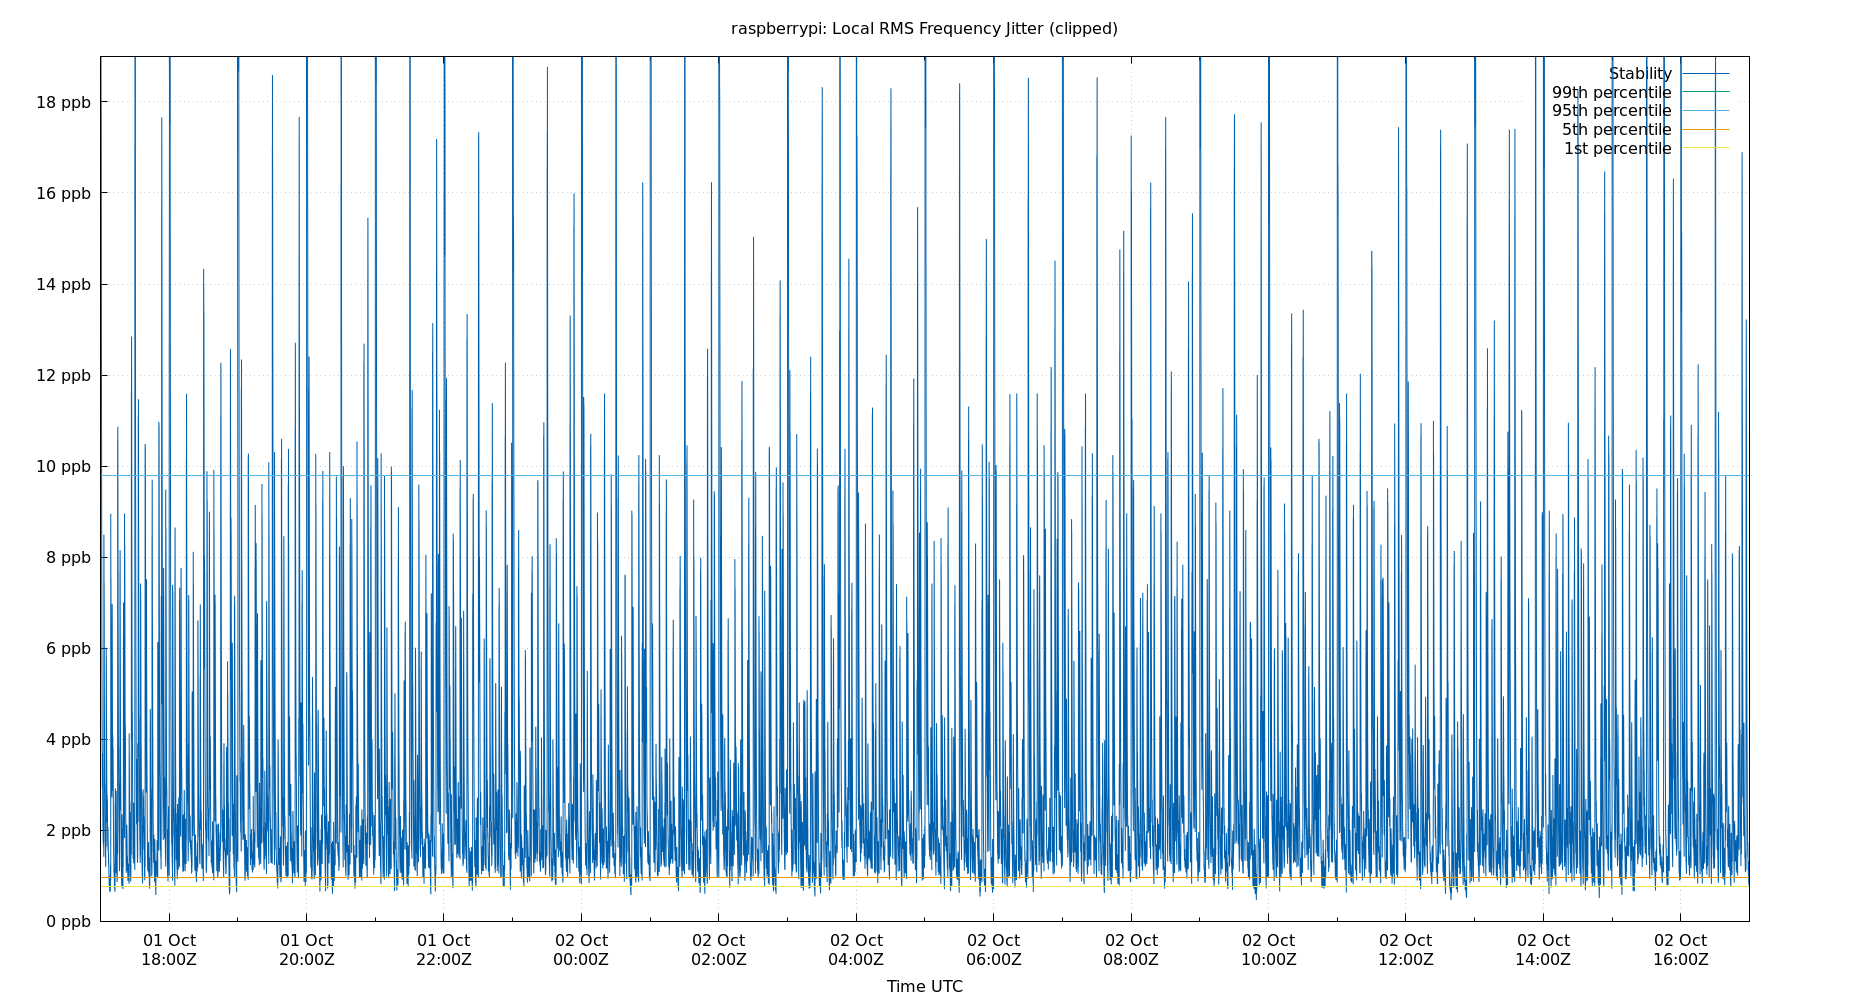 raspberrypi: Local RMS Frequency Jitter (clipped)
Stability
99th percentile
95th percentile
5th percentile
1st percentile
18 ppb
16 ppb
14 ppb
12 ppb
10 ppb
8 ppb
6 ppb
4 ppb
2 ppb
0 ppb
01 Oct 01 Oct 01 Oct 02 Oct 02 Oct 02 Oct 02 Oct 02 Oct 02 Oct 02 Oct 02 Oct 02 Oct
18:00Z 20:00Z 22:00Z 00:00Z 02:00Z 04:00Z 06:00Z 08:00Z 10:00Z 12:00Z 14:00Z 16:00Z
Time UTC